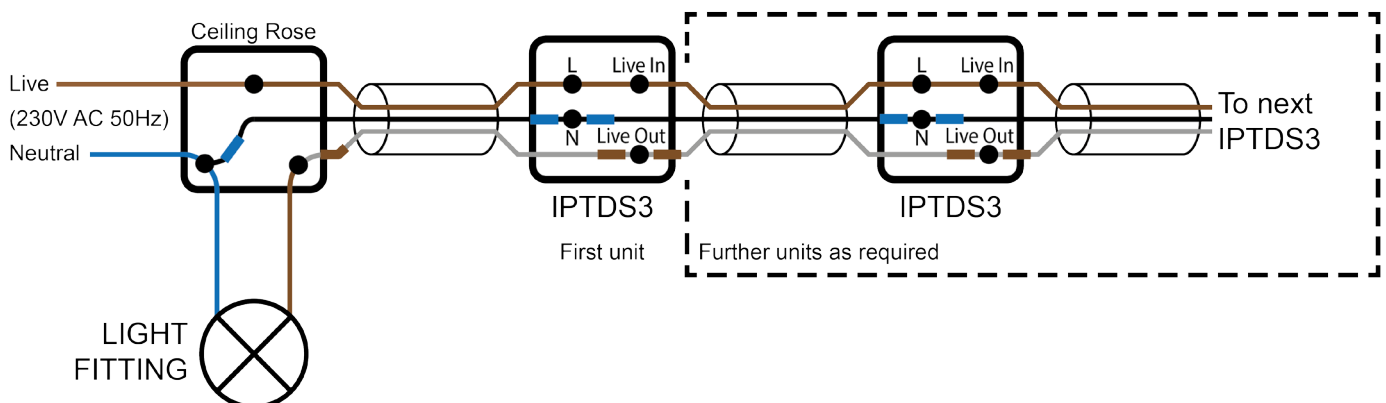 Ceiling Rose
Live
(230V AC 50Hz)
Neutral
L
Live In
N
Live Out
IPTDS3
First unit
L
Live In
N
Live Out
IPTDS3
Further units as required
To next
IPTDS3
LIGHT
FITTING